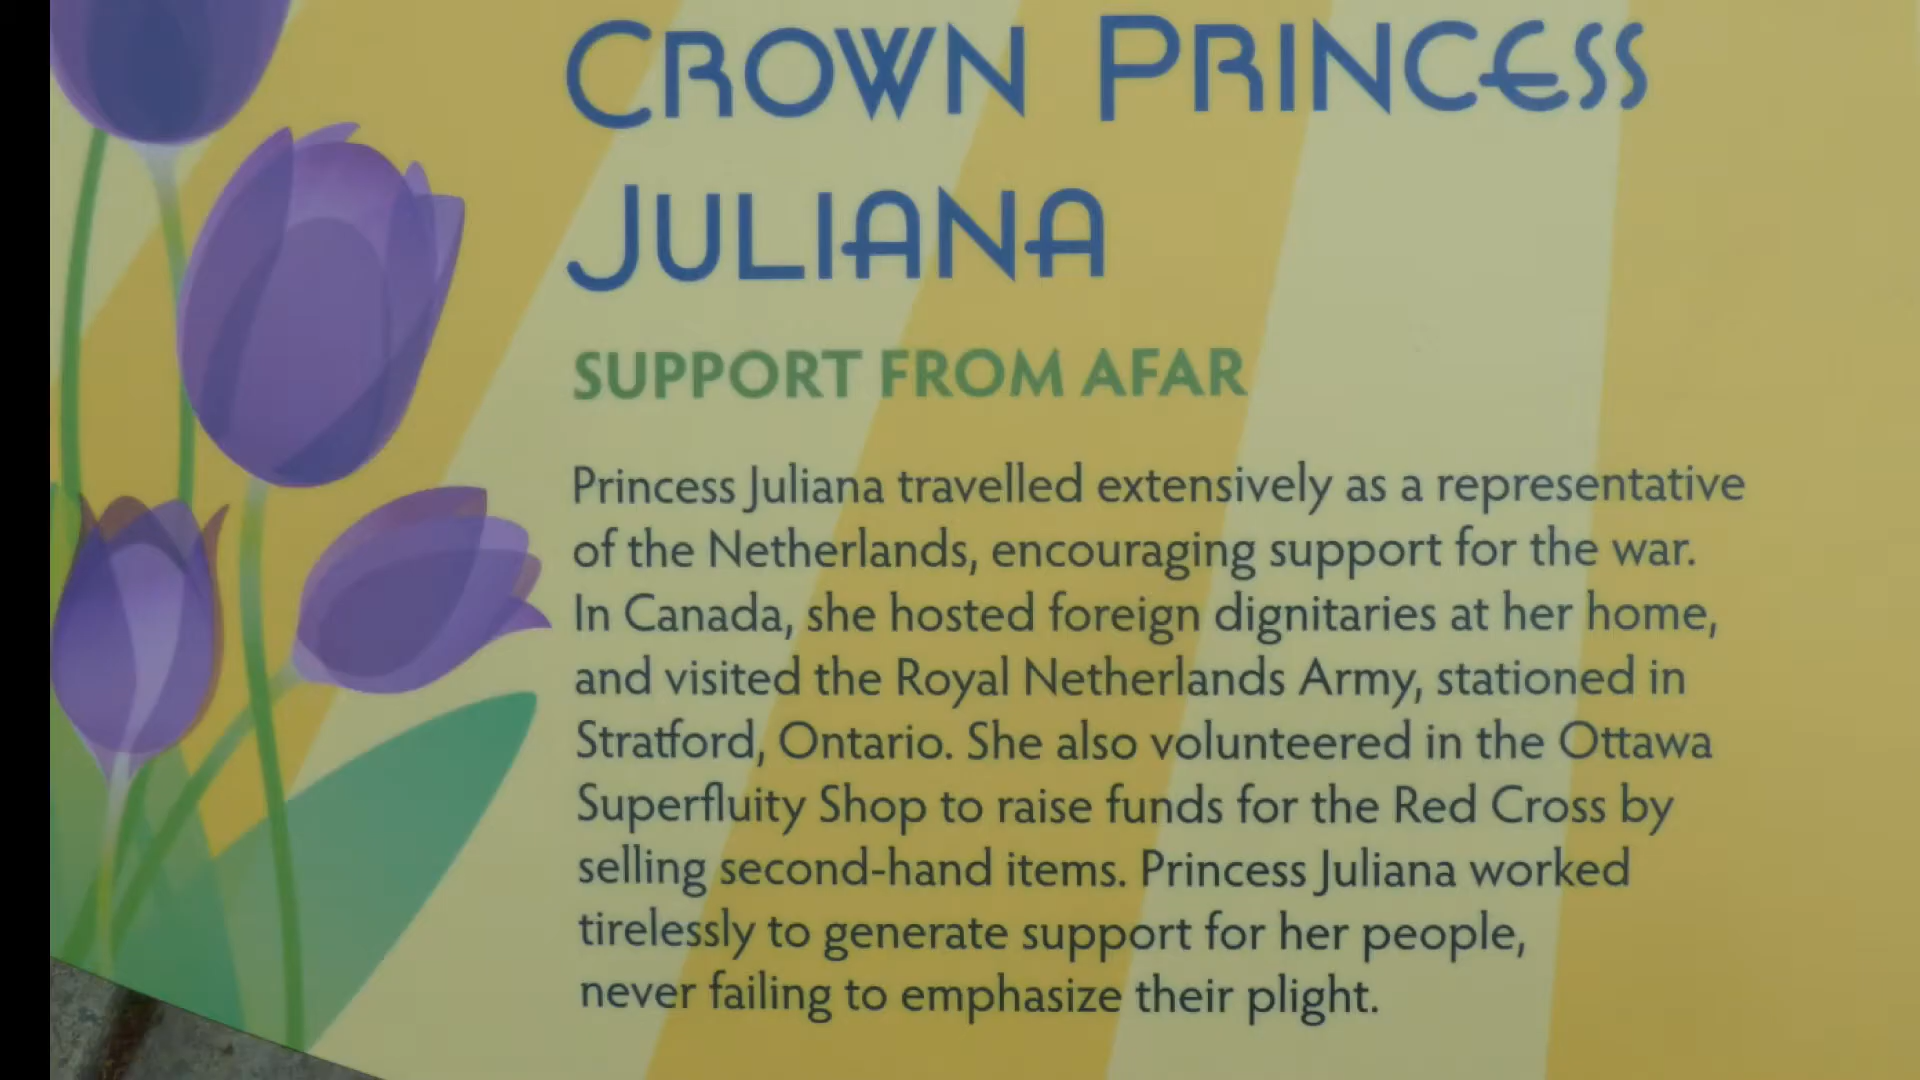 CROWN PRINCESS
JULIANA
SUPPORT FROM AFAR
Princess Juliana travelled extensively as a representative
of the Netherlands, encouraging support for the war.
In Canada, she hosted foreign dignitaries at her home,
and visited the Royal Netherlands Army, stationed in
Stratford, Ontario. She also volunteered in the Ottawa
Superfluity Shop to raise funds for the Red Cross by
selling second-hand items. Princess Juliana worked
tirelessly to generate support for her people,
never failing to emphasize their plight.